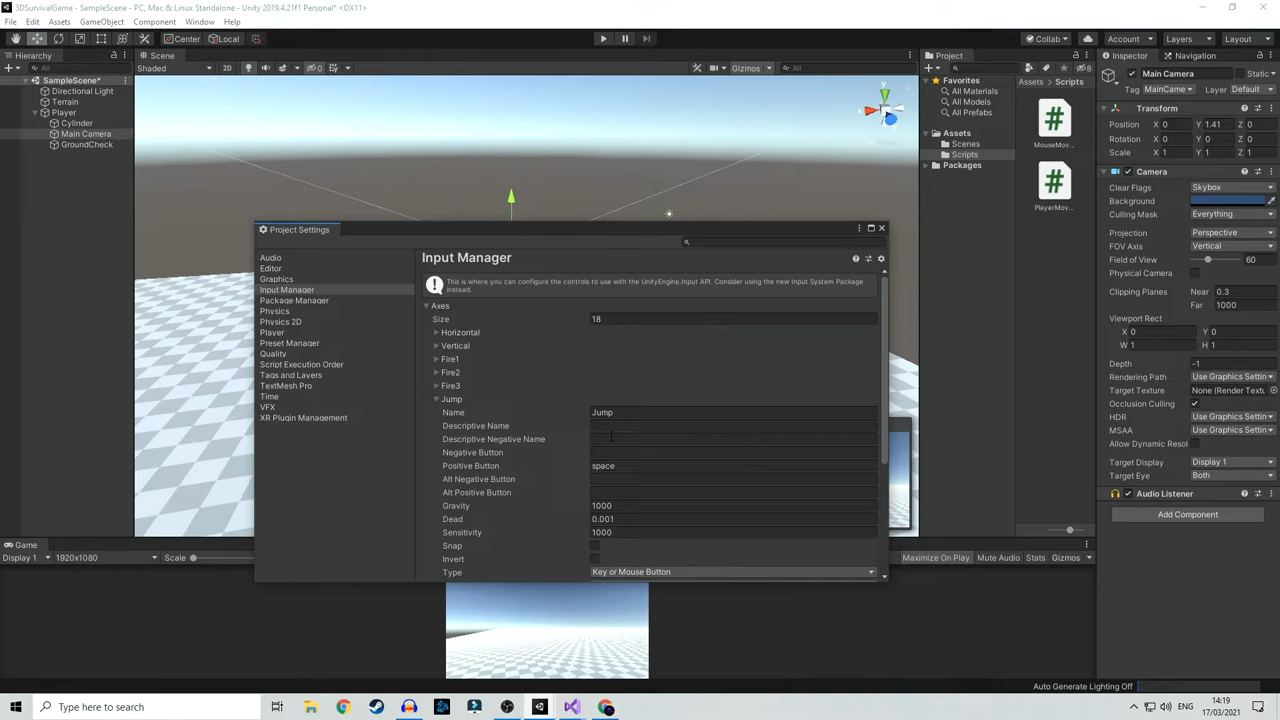 3DSurvivalGame - SampleScene - PC, Mac & Linux Standalone - Unity 2019.4.21f1 Personal* <DX11>
File Edit Assets GameObject Component Window Help
Center Local Collab Account Layers Layout
Hierarchy Scene Project Inspector Navigation
All Shaded 2D 0 Gizmos All 8
SampleScene*
Directional Light
Terrain
Player
Cylinder
Main Camera
GroundCheck
y
Favorites
All Materials
All Models
All Prefabs
Assets
Scenes
Scripts
Packages
Assets Scripts
MouseMov...
PlayerMov...
Main Camera Static
Tag MainCame Layer Default
Transform
Position X 0 Y 1.41 Z 0
Rotation X 0 Y 0 Z 0
Scale X 1 Y 1 Z 1
Camera
Clear Flags Skybox
Background
Culling Mask Everything
Projection Perspective
FOV Axis Vertical
Field of View 60
Physical Camera
Clipping Planes Near 0.3
Far 1000
Viewport Rect
X 0 Y 0
W 1 H 1
Depth -1
Rendering Path Use Graphics Settin
Target Texture None (Render Textu
Occlusion Culling
HDR Use Graphics Settin
MSAA Use Graphics Settin
Allow Dynamic Resol
Target Display Display 1
Target Eye Both
Audio Listener
Add Component
Project Settings
Audio
Editor
Graphics
Input Manager
Package Manager
Physics
Physics 2D
Player
Preset Manager
Quality
Script Execution Order
Tags and Layers
TextMesh Pro
Time
VFX
XR Plugin Management
Input Manager
This is where you can configure the controls to use with the UnityEngine.Input API. Consider using the new Input System Package
instead.
Axes
Size 18
Horizontal
Vertical
Fire1
Fire2
Fire3
Jump
Name Jump
Descriptive Name
Descriptive Negative Name
Negative Button
Positive Button space
Alt Negative Button
Alt Positive Button
Gravity 1000
Dead 0.001
Sensitivity 1000
Snap
Invert
Type Key or Mouse Button
Game
Display 1 1920x1080 Scale Maximize On Play Mute Audio Stats Gizmos
Auto Generate Lighting Off
Type here to search
14:19
17/03/2021